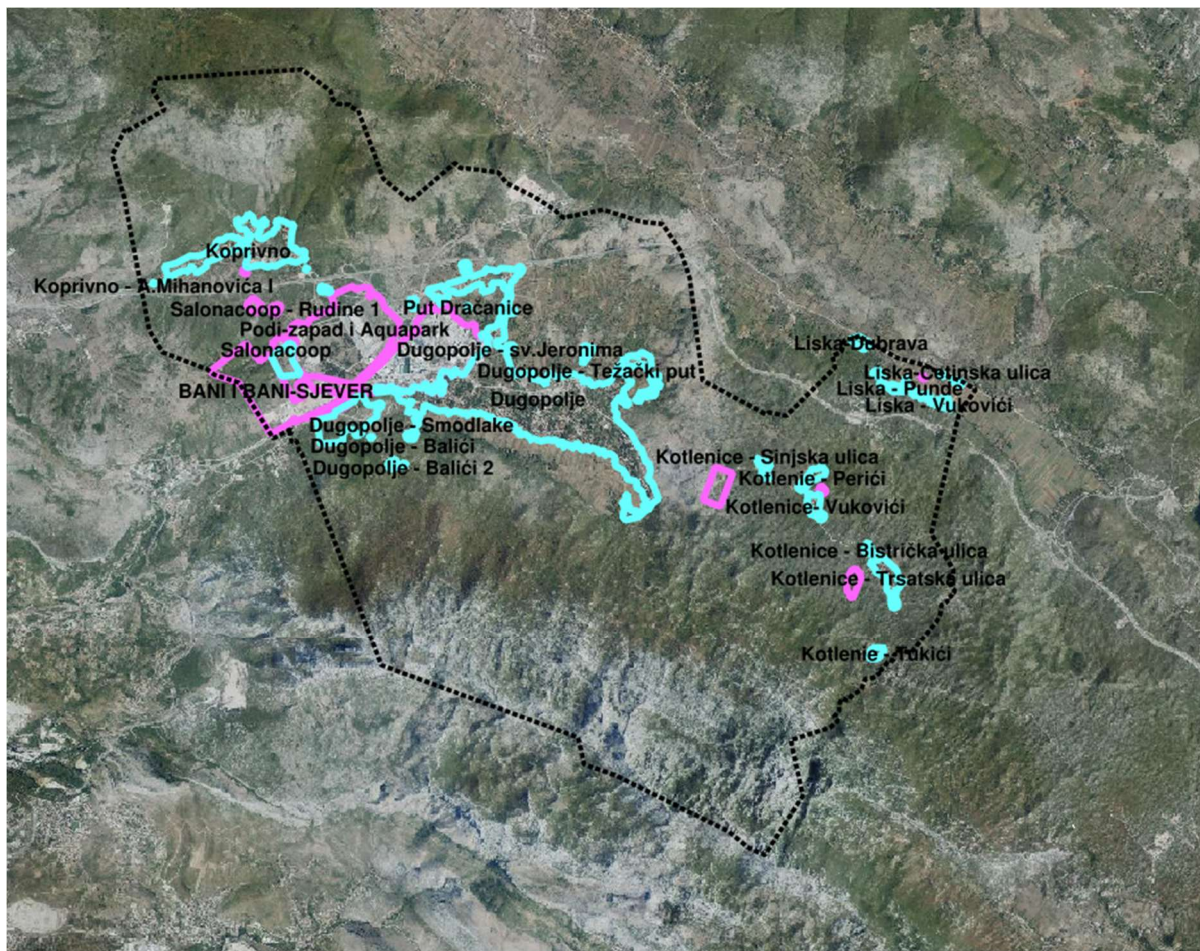 Koprivno
Koprivno - A.Mihanovića I
Salonacoop - Rudine 1
Put Dračanice
Podi-zapad i Aquapark
Salonacoop
Dugopolje - sv.Jeronima
Liska-Dubrava
Dugopolje - Težački put
Liska-Cetinska ulica
BANI I BANI-SJEVER
Liska - Punde
Dugopolje
Liska - Vukovići
Dugopolje - Smodlake
Dugopolje - Balići
Kotlenice - Sinjska ulica
Dugopolje - Balići 2
Kotlenie - Perići
Kotlenice- Vukovići
Kotlenice - Bistrička ulica
Kotlenice - Trsatska ulica
Kotlenie - Tukići